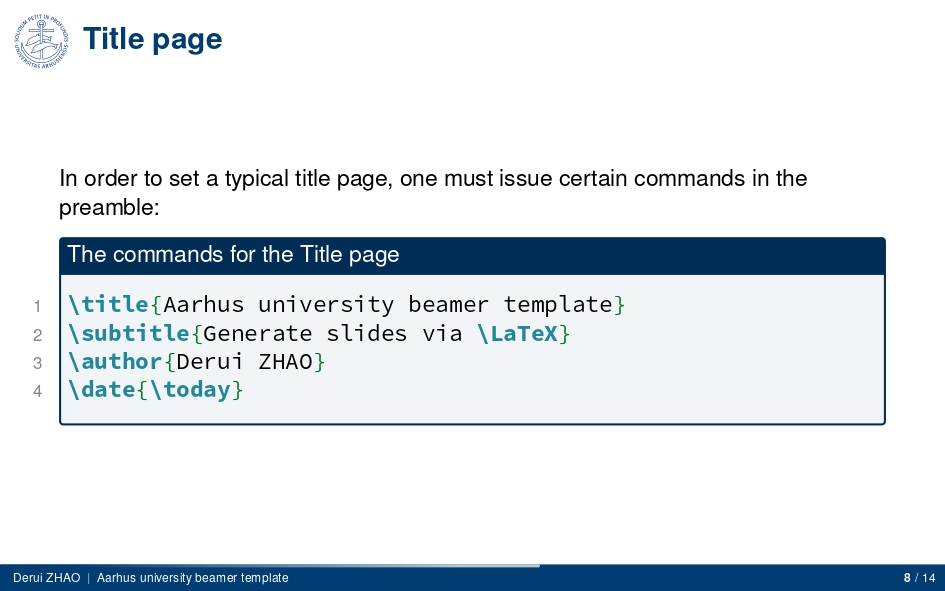 SOLIDUM PETIT IN PROFUNDIS
UNIVERSITAS ARHUSIENSIS
Title page
In order to set a typical title page, one must issue certain commands in the
preamble:
The commands for the Title page
1 \title{Aarhus university beamer template}
2 \subtitle{Generate slides via \LaTeX}
3 \author{Derui ZHAO}
4 \date{\today}
Derui ZHAO | Aarhus university beamer template
8 / 14